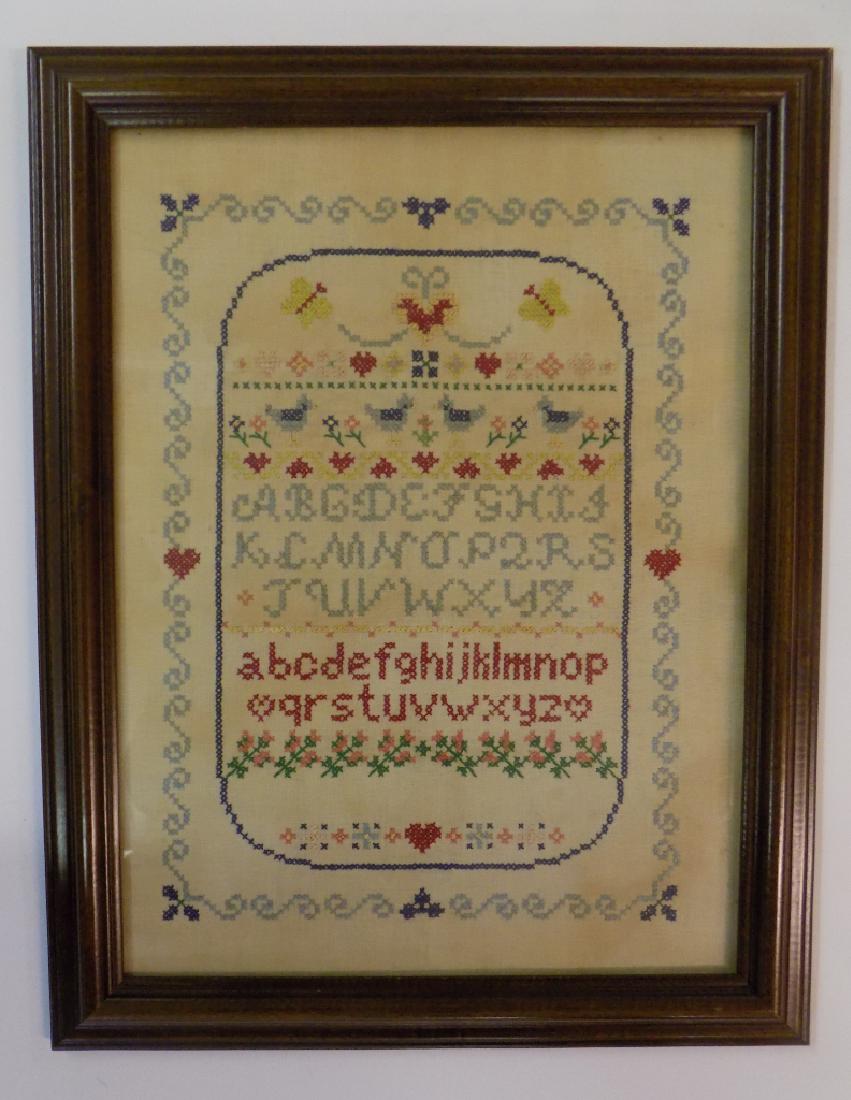 ABCDEFGHIJ
KLMNOPQRS
TUVWXYZ
abcdefghijklmnop
qrstuvwxyz